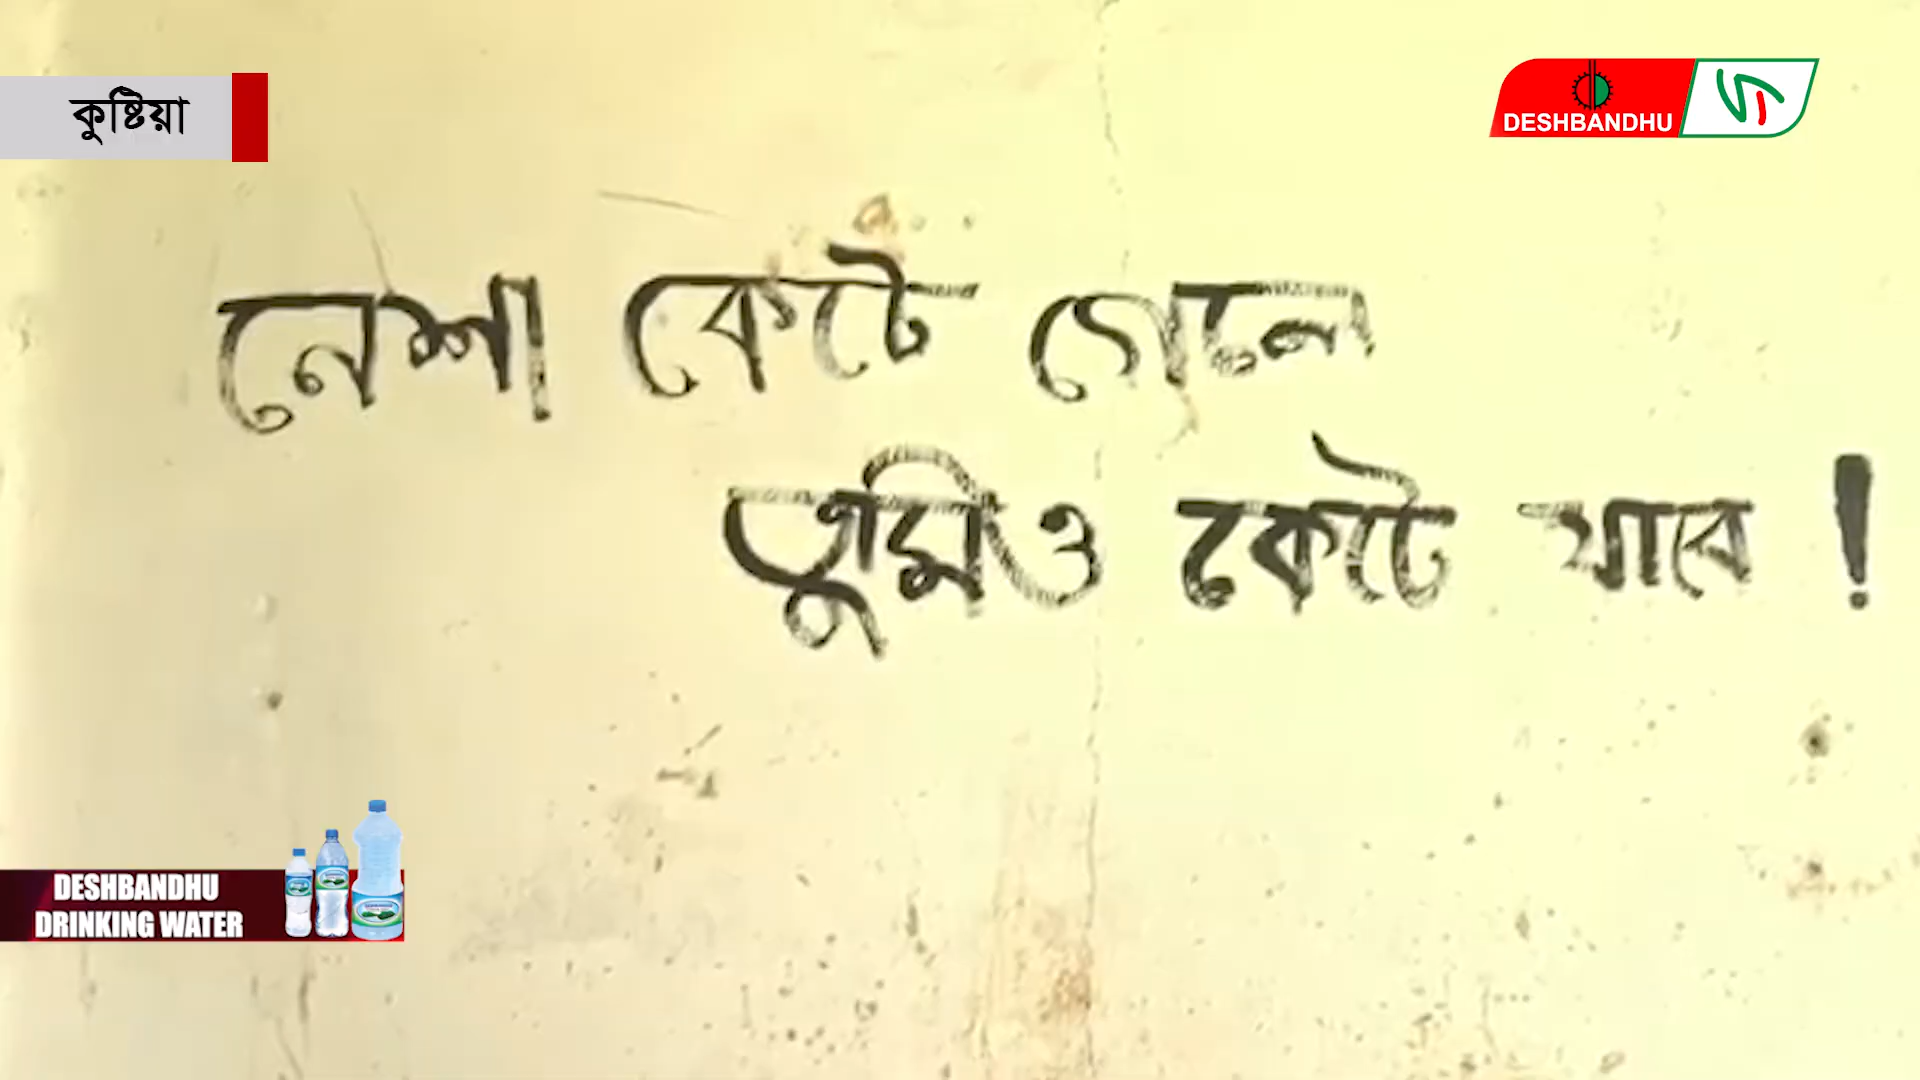 কুষ্টিয়া
DESHBANDHU
নেশা কেটে গেলে
তুমিও কেটে যাবে !
DESHBANDHU
DRINKING WATER